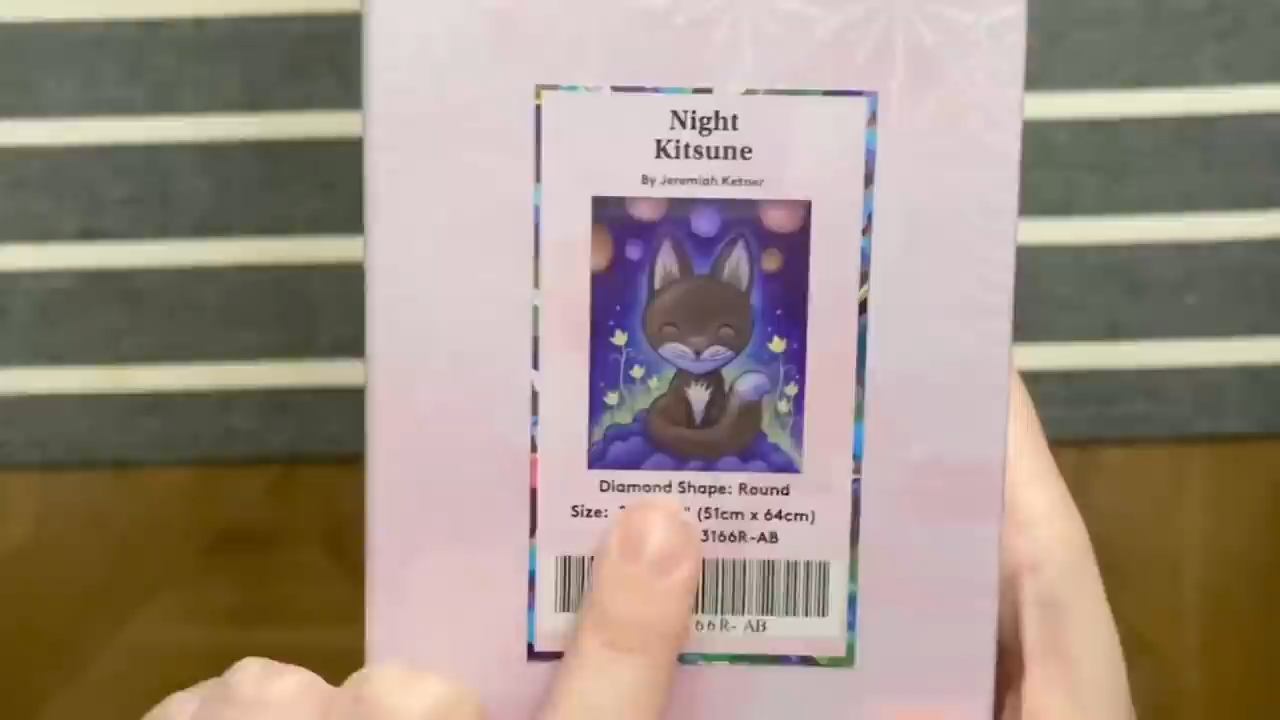 Night
Kitsune
By Jeremiah Ketner
Diamond Shape: Round
Size: " (51cm x 64cm)
3166R-AB
66R- AB